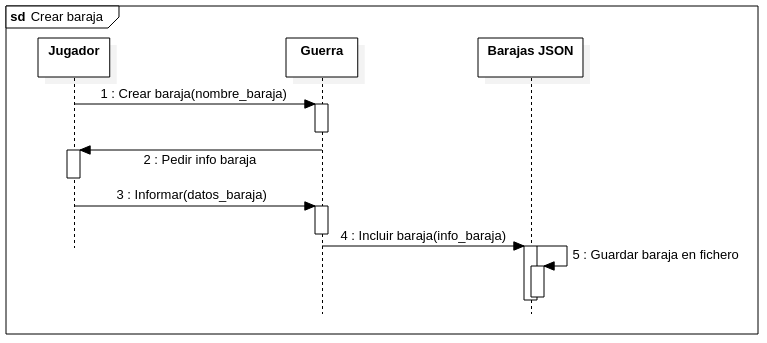 sd Crear baraja
Jugador
Guerra
Barajas JSON
1 : Crear baraja(nombre_baraja)
2 : Pedir info baraja
3 : Informar(datos_baraja)
4 : Incluir baraja(info_baraja)
5 : Guardar baraja en fichero